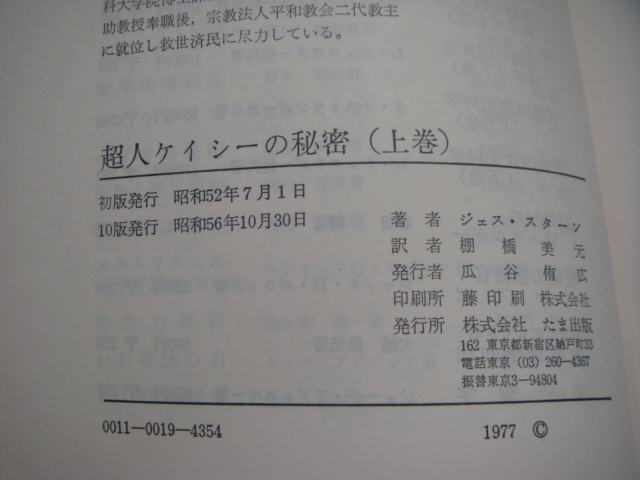 助教授奉職後，宗教法人平和教会二代教主
に就位し救世済民に尽力している。
超人ケイシーの秘密（上巻）
初版発行 昭和52年7月1日
10版発行 昭和56年10月30日
著者 ジェス・スターン
訳者 棚橋美元
発行者 瓜谷侑広
印刷所 藤印刷 株式会社
発行所 株式会社 たま出版
162 東京都新宿区納戸町33
電話東京 (03) 260—4367
振替東京3—94804
0011—0019—4354
1977 ©